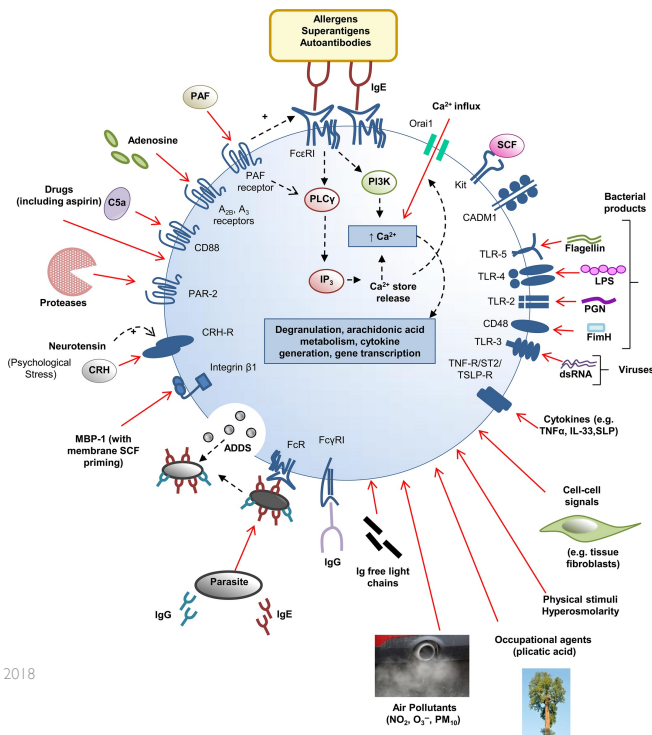 Allergens
Superantigens
Autoantibodies
IgE
PAF
+
Ca²⁺ influx
Orai1
SCF
Adenosine
FcεRI
PAF
receptor
PI3K
Kit
Bacterial
products
Drugs
(including aspirin)
C5a
A2B, A3
receptors
PLCγ
CADM1
CD88
↑ Ca²⁺
TLR-5
Flagellin
TLR-4
LPS
Proteases
PAR-2
IP3
Ca²⁺ store
release
TLR-2
PGN
CD48
FimH
Neurotensin
+
CRH-R
Degranulation, arachidonic acid
metabolism, cytokine
generation, gene transcription
TLR-3
dsRNA
Viruses
(Psychological
Stress)
CRH
Integrin β1
TNF-R/ST2/
TSLP-R
MBP-1 (with
membrane SCF
priming)
ADDS
FcR
FcγRI
Cytokines (e.g.
TNFα, IL-33,SLP)
Cell-cell
signals
(e.g. tissue
fibroblasts)
IgG
Ig free light
chains
Parasite
IgG
IgE
Physical stimuli
Hyperosmolarity
Occupational agents
(plicatic acid)
2018
Air Pollutants
(NO2, O3⁻, PM10)